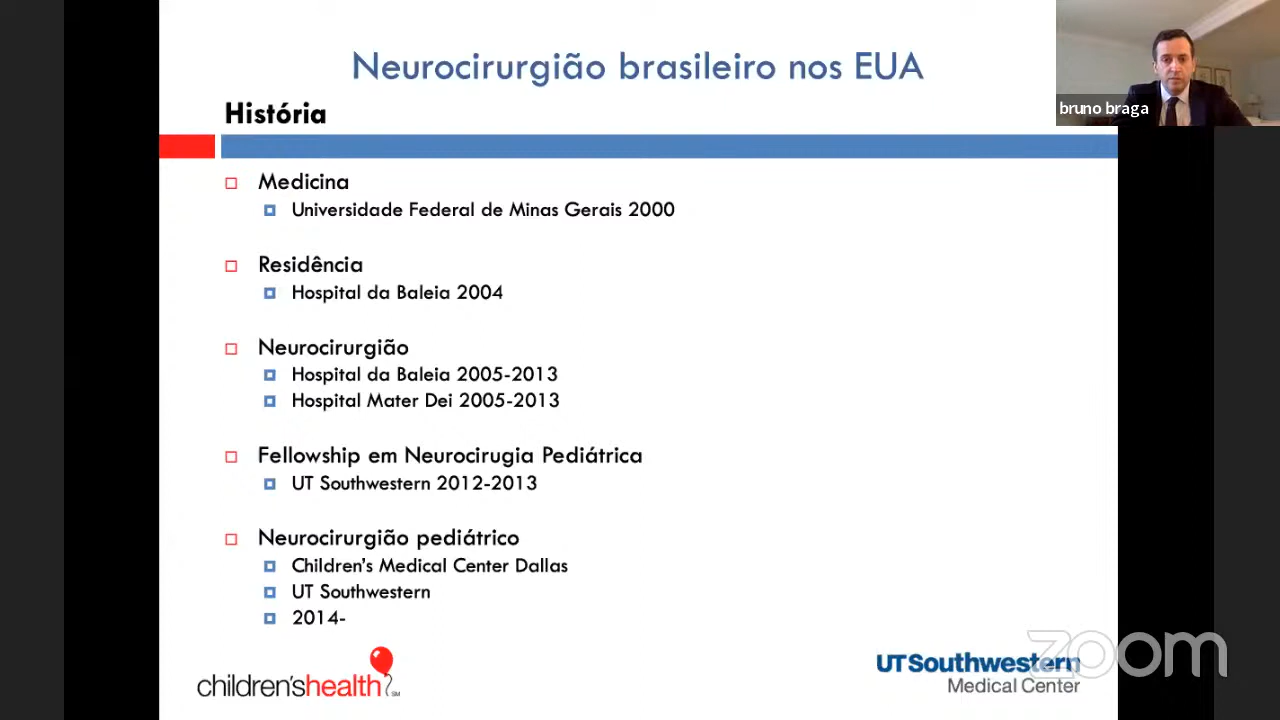 Neurocirurgião brasileiro nos EUA
bruno braga
História
Medicina
Universidade Federal de Minas Gerais 2000
Residência
Hospital da Baleia 2004
Neurocirurgião
Hospital da Baleia 2005-2013
Hospital Mater Dei 2005-2013
Fellowship em Neurocirugia Pediátrica
UT Southwestern 2012-2013
Neurocirurgião pediátrico
Children's Medical Center Dallas
UT Southwestern
2014-
children'shealth SM
UTSouthwestern
Medical Center
zoom